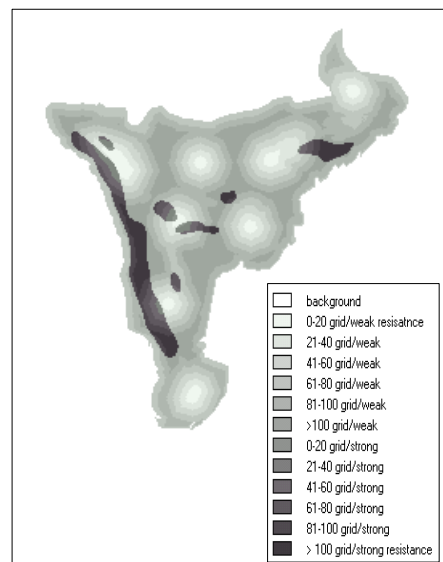 background
0-20 grid/weak resisatnce
21-40 grid/weak
41-60 grid/weak
61-80 grid/weak
81-100 grid/weak
>100 grid/weak
0-20 grid/strong
21-40 grid/strong
41-60 grid/strong
61-80 grid/strong
81-100 grid/strong
> 100 grid/strong resistance